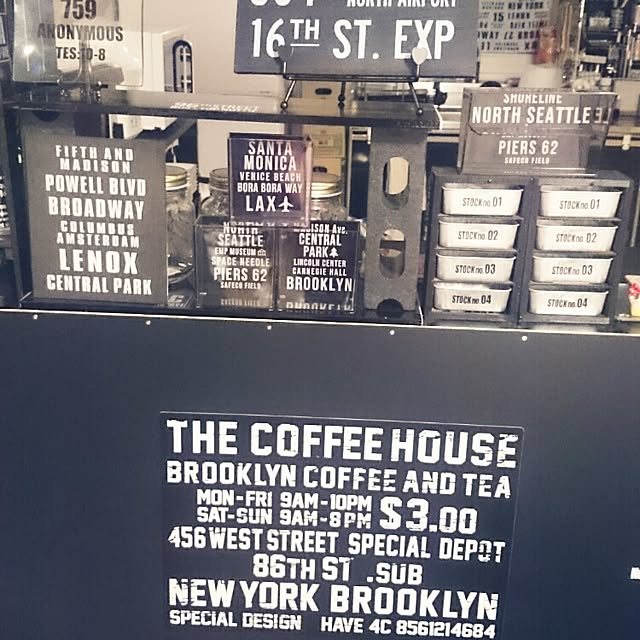 759
ANONYMOUS
NORTH AIRPORT
16TH ST. EXP
FIFTH AND
MADISON
POWELL BLVD
BROADWAY
COLUMBUS
AMSTERDAM
LENOX
CENTRAL PARK
SANTA
MONICA
VENICE BEACH
BORA BORA WAY
LAX
NORTH
SEATTLE
EMP MUSEUM
SPACE NEEDLE
PIERS 62
SAFECO FIELD
CENTRAL
PARK
LINCOLN CENTER
CARNEGIE HALL
BROOKLYN
SHORELINE
NORTH SEATTLE
PIERS 62
SAFECO FIELD
STOCK no. 01
STOCK no. 02
STOCK no. 03
STOCK no. 04
STOCK no. 01
STOCK no. 02
STOCK no. 03
STOCK no. 04
THE COFFEE HOUSE
BROOKLYN COFFEE AND TEA
MON-FRI 9AM-10PM $3.00
SAT-SUN 9AM-8PM
456 WEST STREET SPECIAL DEPOT
86TH ST .SUB
NEW YORK BROOKLYN
SPECIAL DESIGN HAVE 4C 8561214684